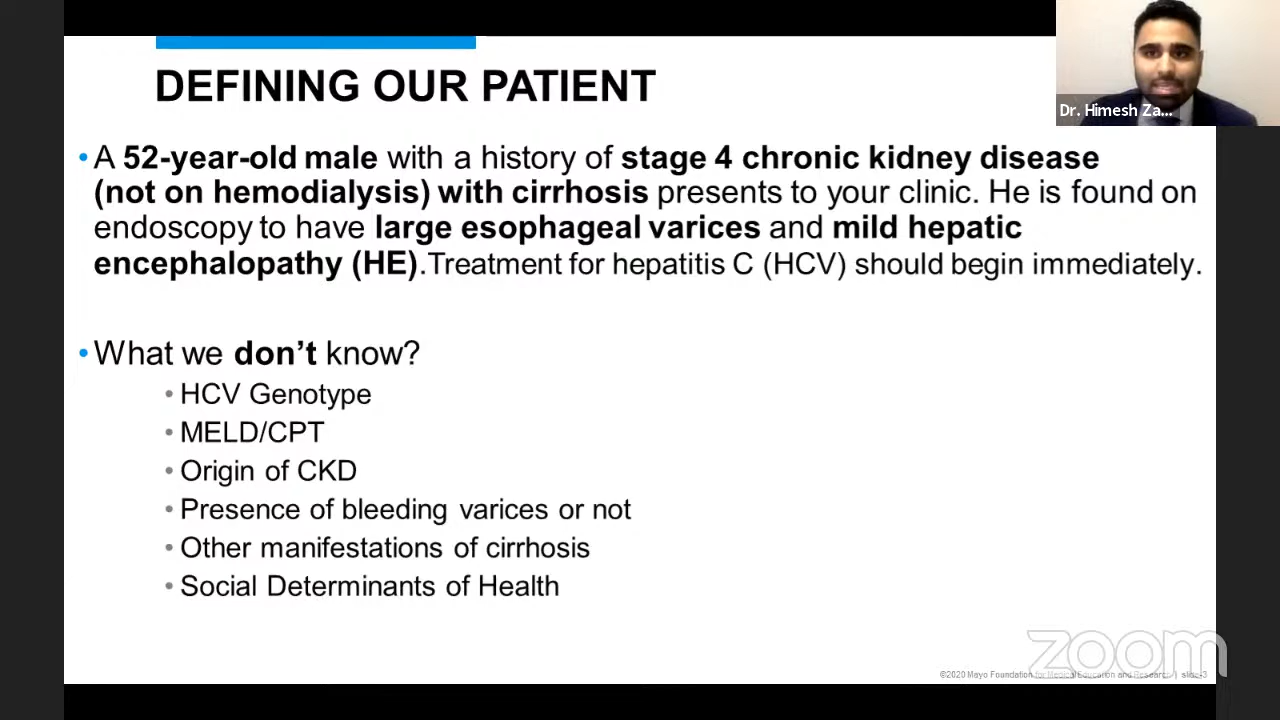 DEFINING OUR PATIENT
Dr. Himesh Za...
• A 52-year-old male with a history of stage 4 chronic kidney disease
(not on hemodialysis) with cirrhosis presents to your clinic. He is found on
endoscopy to have large esophageal varices and mild hepatic
encephalopathy (HE).Treatment for hepatitis C (HCV) should begin immediately.
• What we don’t know?
• HCV Genotype
• MELD/CPT
• Origin of CKD
• Presence of bleeding varices or not
• Other manifestations of cirrhosis
• Social Determinants of Health
zoom
©2020 Mayo Foundation for Medical Education and Research | slide-3